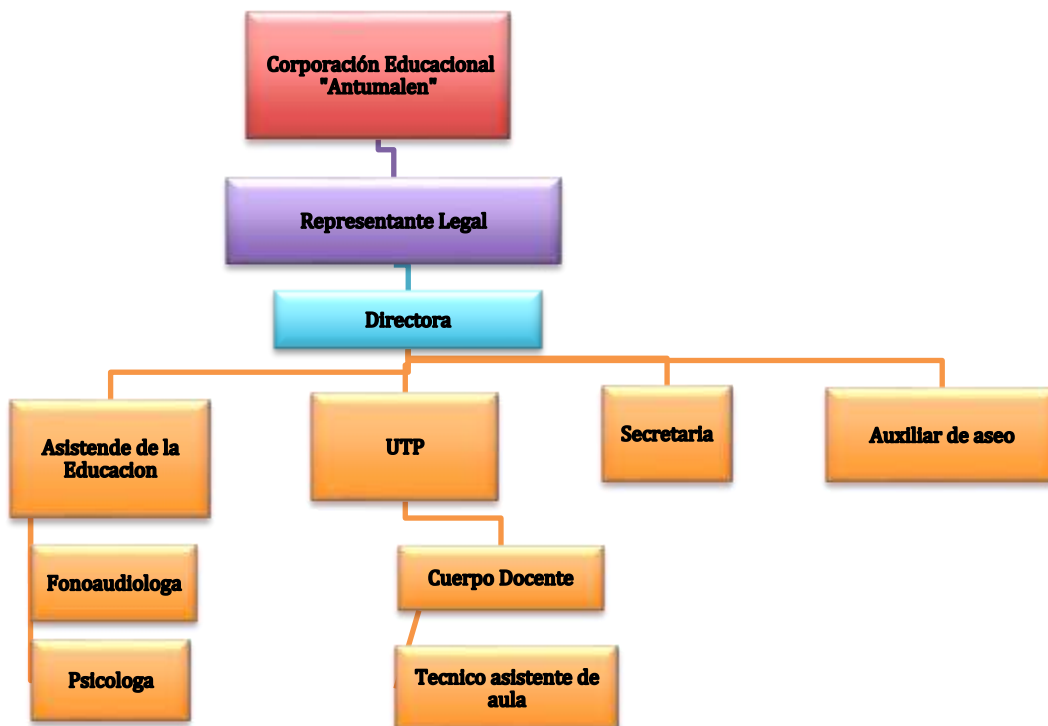 Corporación Educacional
"Antumalen"
Representante Legal
Directora
Asistende de la
Educacion
UTP
Secretaria
Auxiliar de aseo
Fonoaudiologa
Cuerpo Docente
Psicologa
Tecnico asistente de
aula